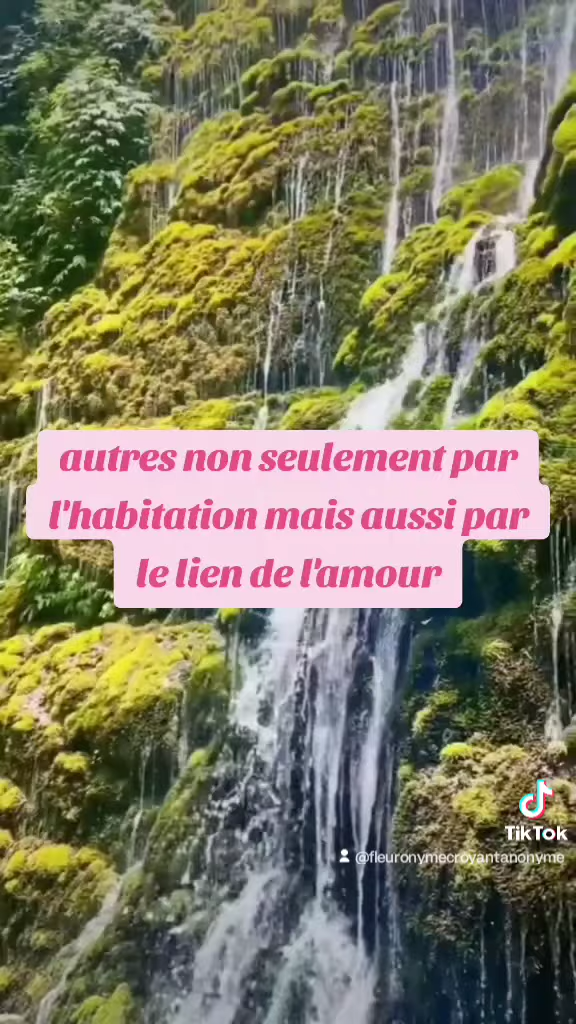 autres non seulement par
l'habitation mais aussi par
le lien de l'amour
TikTok
@fleuronymecroyantanonyme